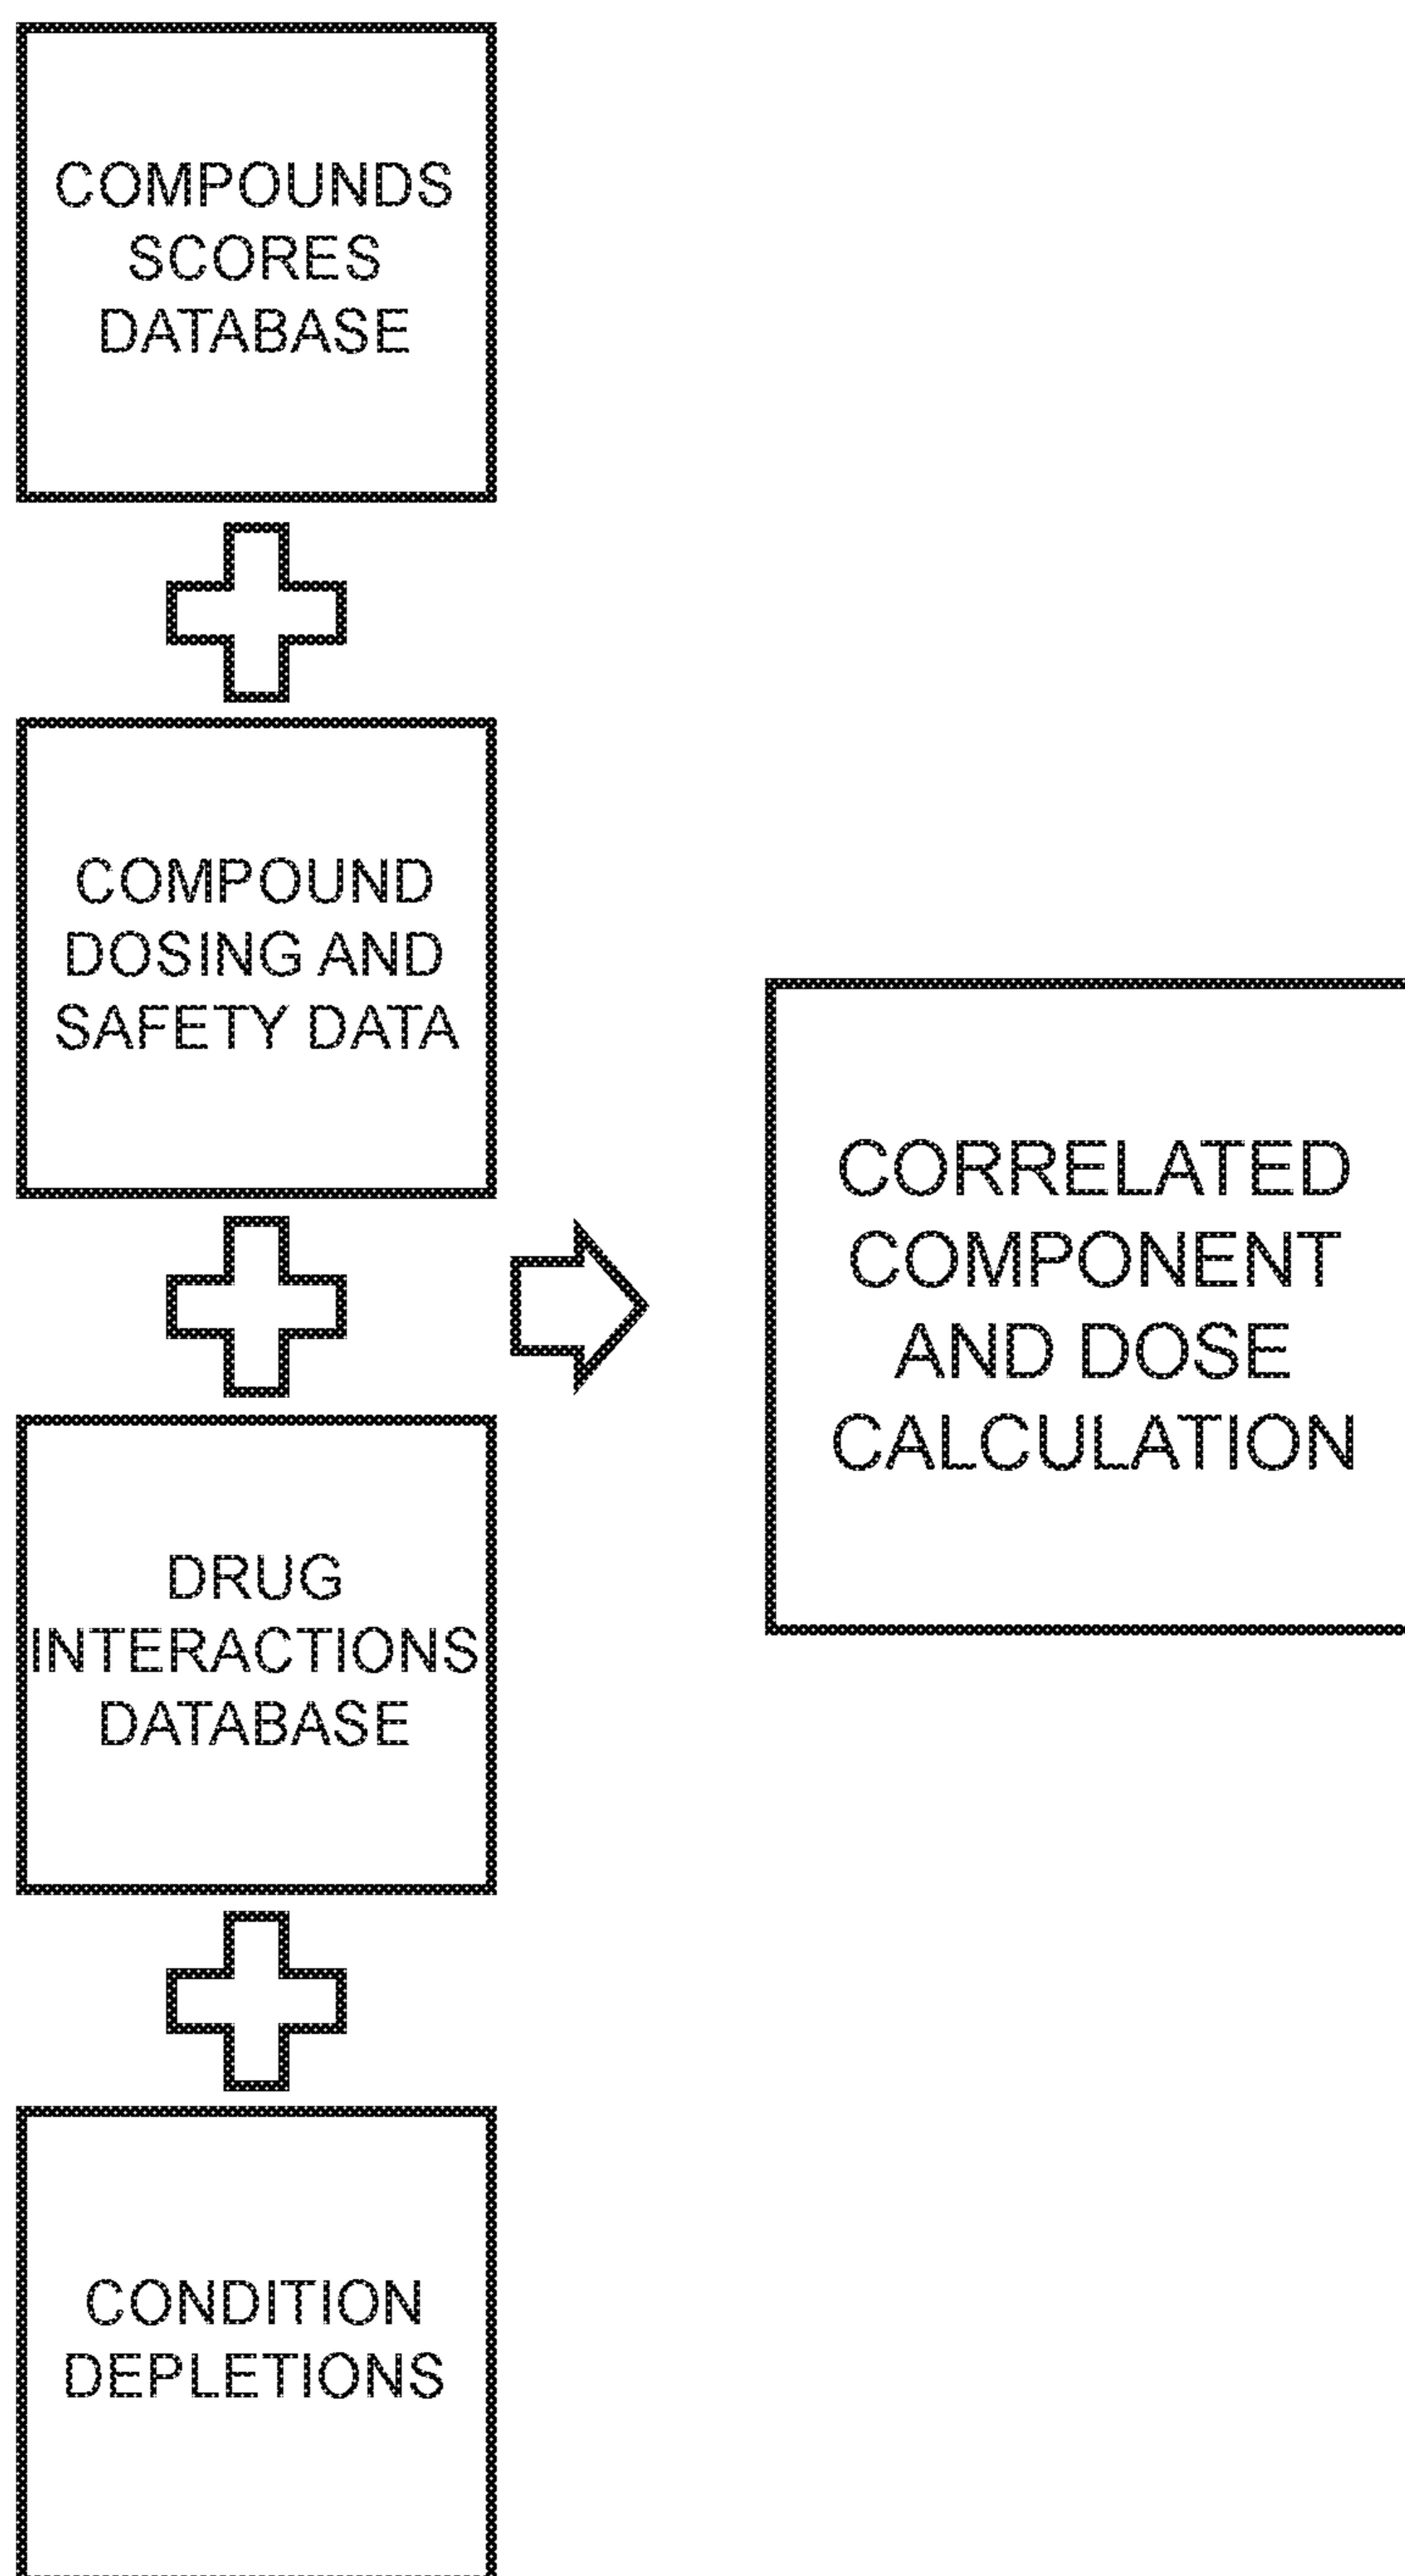 COMPOUNDS
SCORES
DATABASE
COMPOUND
DOSING AND
SAFETY DATA
DRUG
INTERACTIONS
DATABASE
CONDITION
DEPLETIONS
CORRELATED
COMPONENT
AND DOSE
CALCULATION